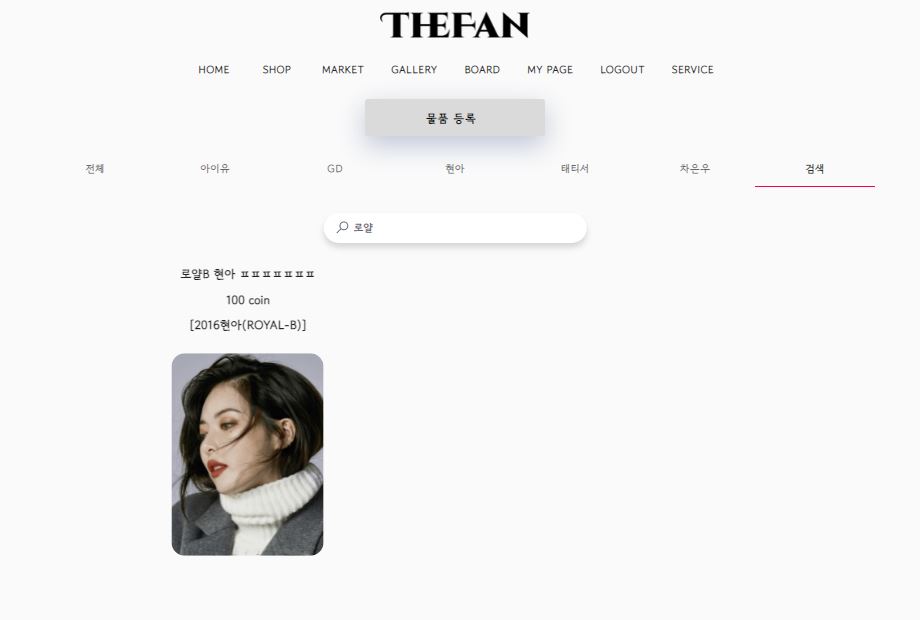 THEFAN
HOME SHOP MARKET GALLERY BOARD MY PAGE LOGOUT SERVICE
물품 등록
전체 아이유 GD 현아 태티서 차은우 검색
로얄
로얄B 현아 ㅍㅍㅍㅍㅍㅍㅍ
100 coin
[2016현아(ROYAL-B)]